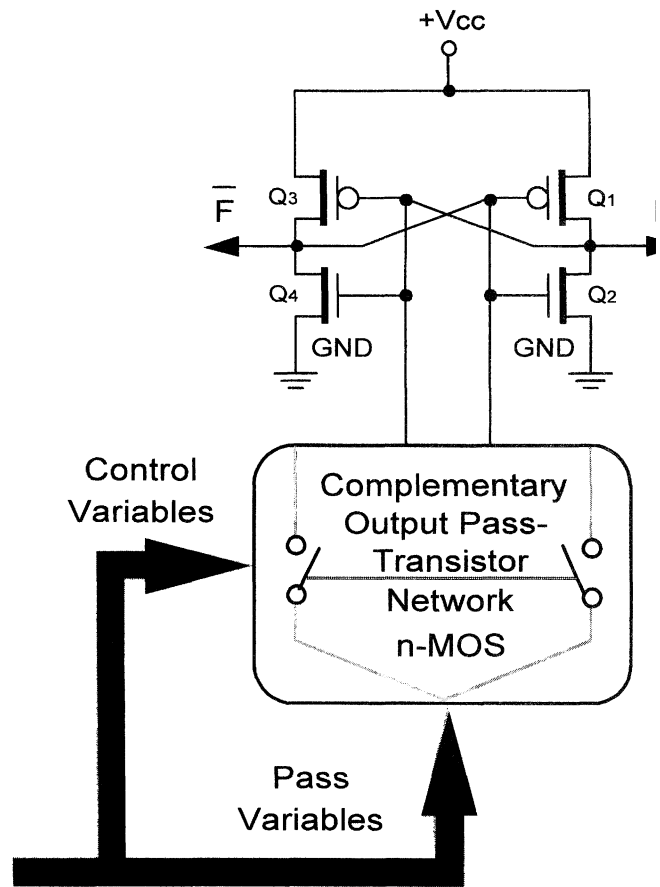 +Vcc
F̅
Q3
Q1
Q4
Q2
GND
GND
Control
Variables
Complementary
Output Pass-
Transistor
Network
n-MOS
Pass
Variables